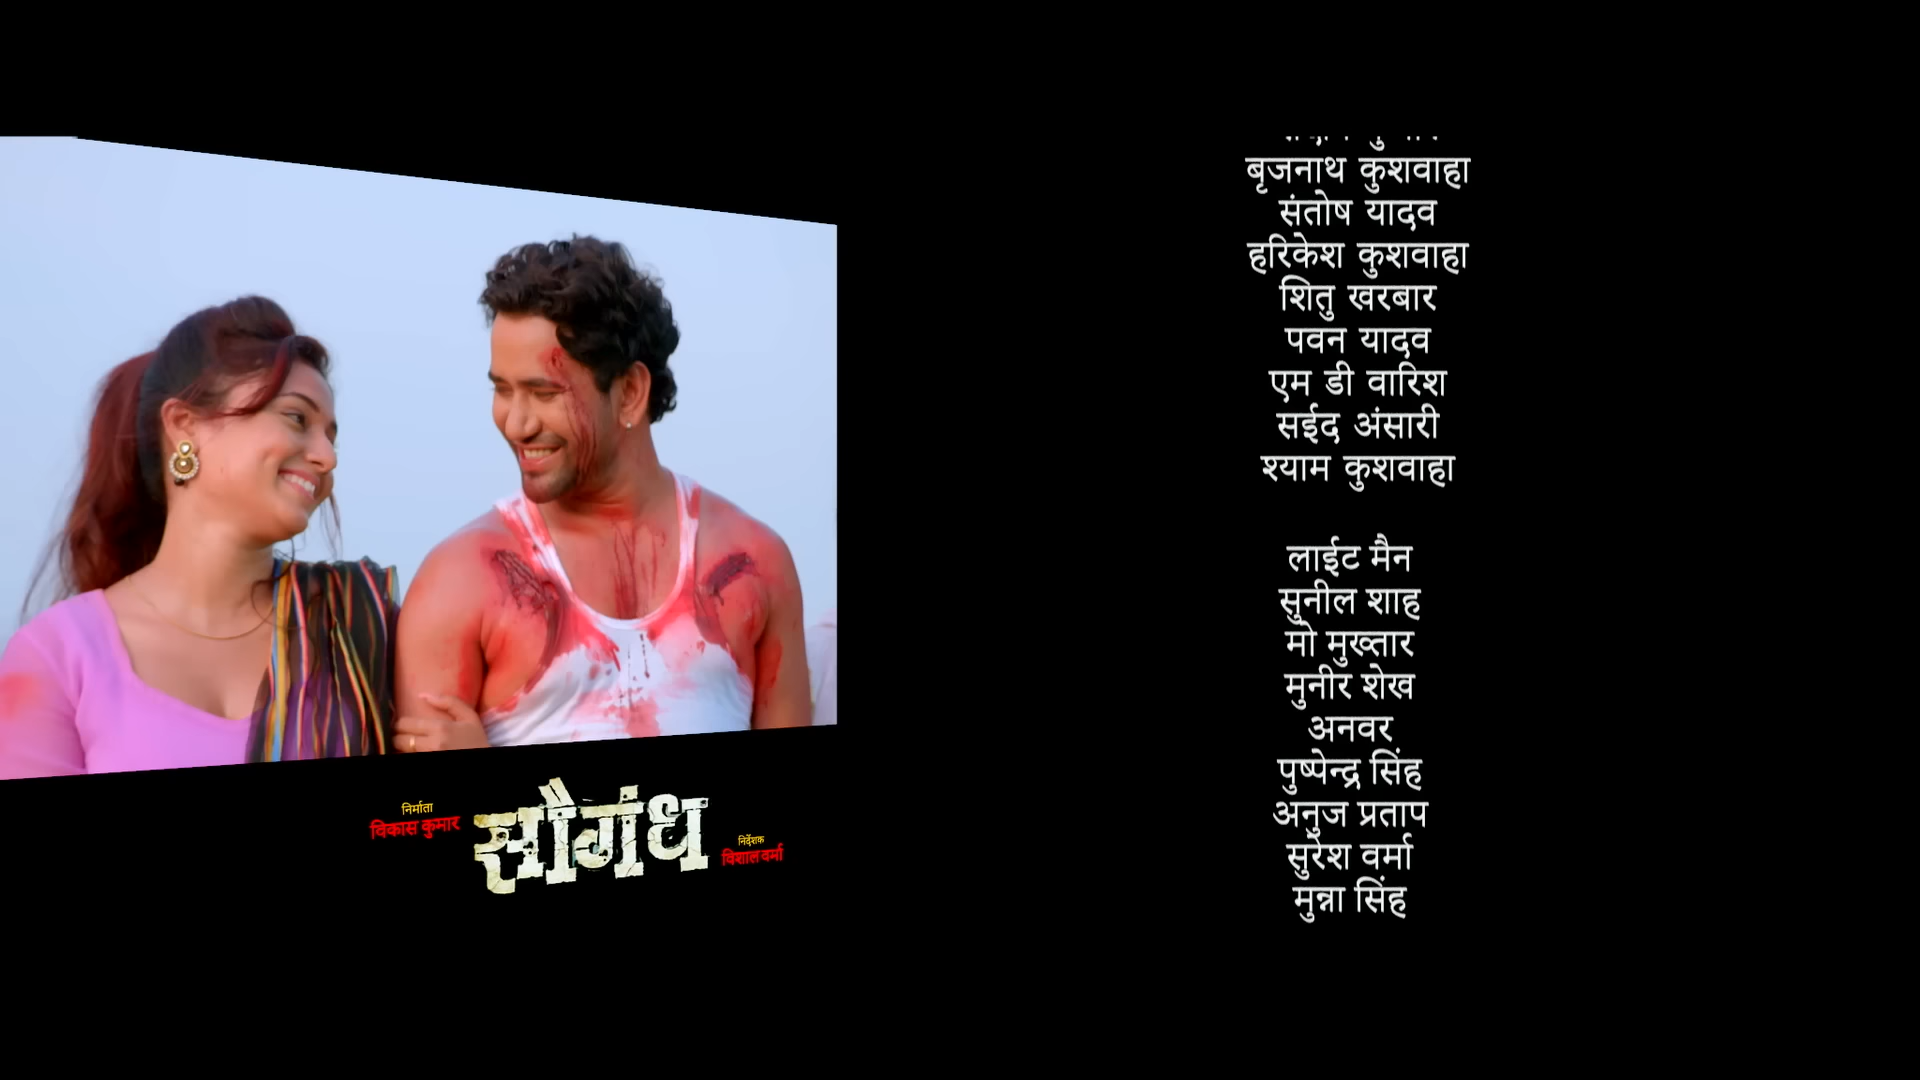 बृजनाथ कुशवाहा
संतोष यादव
हरिकेश कुशवाहा
शितु खरबार
पवन यादव
एम डी वारिश
सईद अंसारी
श्याम कुशवाहा
लाईट मैन
सुनील शाह
मो मुख्तार
मुनीर शेख
अनवर
पुष्पेन्द्र सिंह
अनुज प्रताप
सुरेश वर्मा
मुन्ना सिंह
निर्माता
विकास कुमार
सौगंध
निर्देशक
विशाल वर्मा